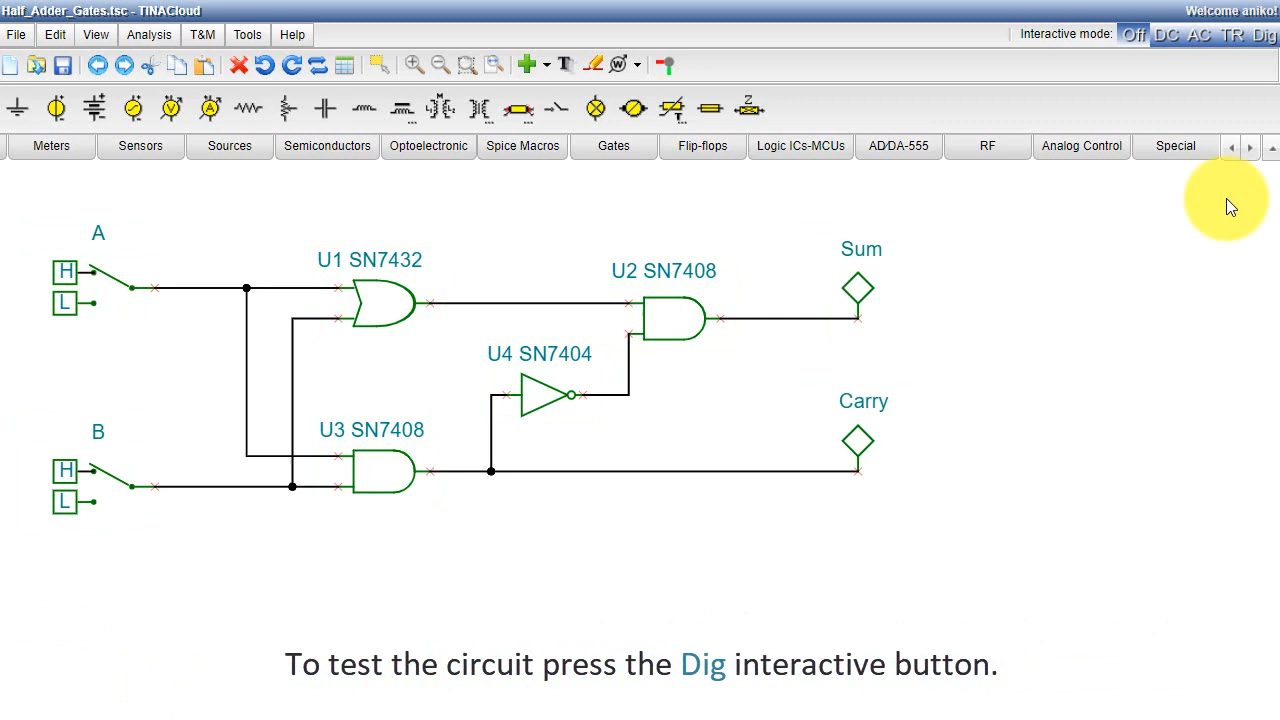 Half_Adder_Gates.tsc - TINACloud Welcome aniko!
File Edit View Analysis T&M Tools Help Interactive mode: Off DC AC TR Dig
Meters Sensors Sources Semiconductors Optoelectronic Spice Macros Gates Flip-flops Logic ICs-MCUs AD/DA-555 RF Analog Control Special
A
H
L
U1 SN7432
U2 SN7408
Sum
U4 SN7404
Carry
B
H
L
U3 SN7408
To test the circuit press the Dig interactive button.